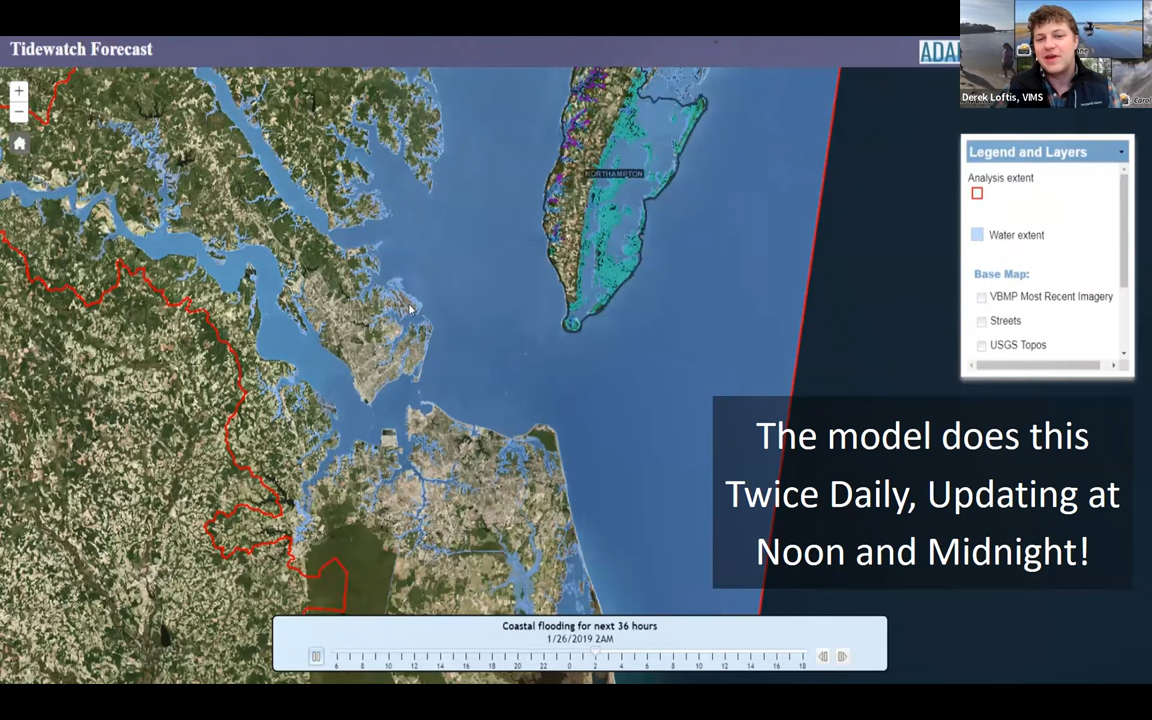 Tidewatch Forecast
ADA
Derek Loftis, VIMS
+
−
NORTHAMPTON
Legend and Layers
Analysis extent
Water extent
Base Map:
VBMP Most Recent Imagery
Streets
USGS Topos
The model does this
Twice Daily, Updating at
Noon and Midnight!
Coastal flooding for next 36 hours
1/26/2019 2AM
6 8 10 12 14 16 18 20 22 0 2 4 6 8 10 12 14 16 18